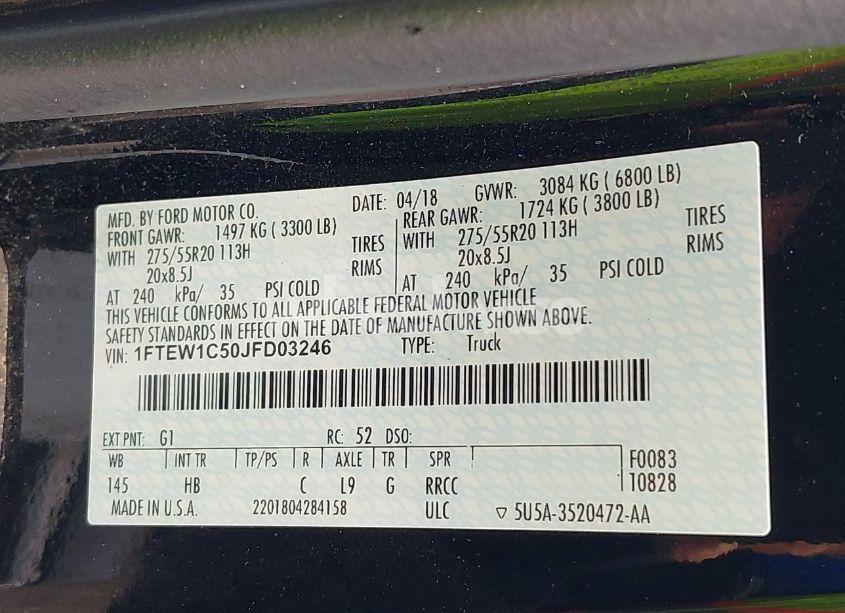 MFD. BY FORD MOTOR CO. DATE: 04/18 GVWR: 3084 KG ( 6800 LB)
FRONT GAWR: 1497 KG ( 3300 LB) REAR GAWR: 1724 KG ( 3800 LB)
WITH 275/55R20 113H TIRES WITH 275/55R20 113H TIRES
20x8.5J RIMS 20x8.5J RIMS
AT 240 kPa/ 35 PSI COLD AT 240 kPa/ 35 PSI COLD
THIS VEHICLE CONFORMS TO ALL APPLICABLE FEDERAL MOTOR VEHICLE
SAFETY STANDARDS IN EFFECT ON THE DATE OF MANUFACTURE SHOWN ABOVE.
VIN: 1FTEW1C50JFD03246 TYPE: Truck
EXT PNT: G1 RC: 52 DSO:
WB INT TR TP/PS R AXLE TR SPR F0083
145 HB C L9 G RRCC T0828
MADE IN U.S.A. 2201804284158 ULC ▽ 5U5A-3520472-AA